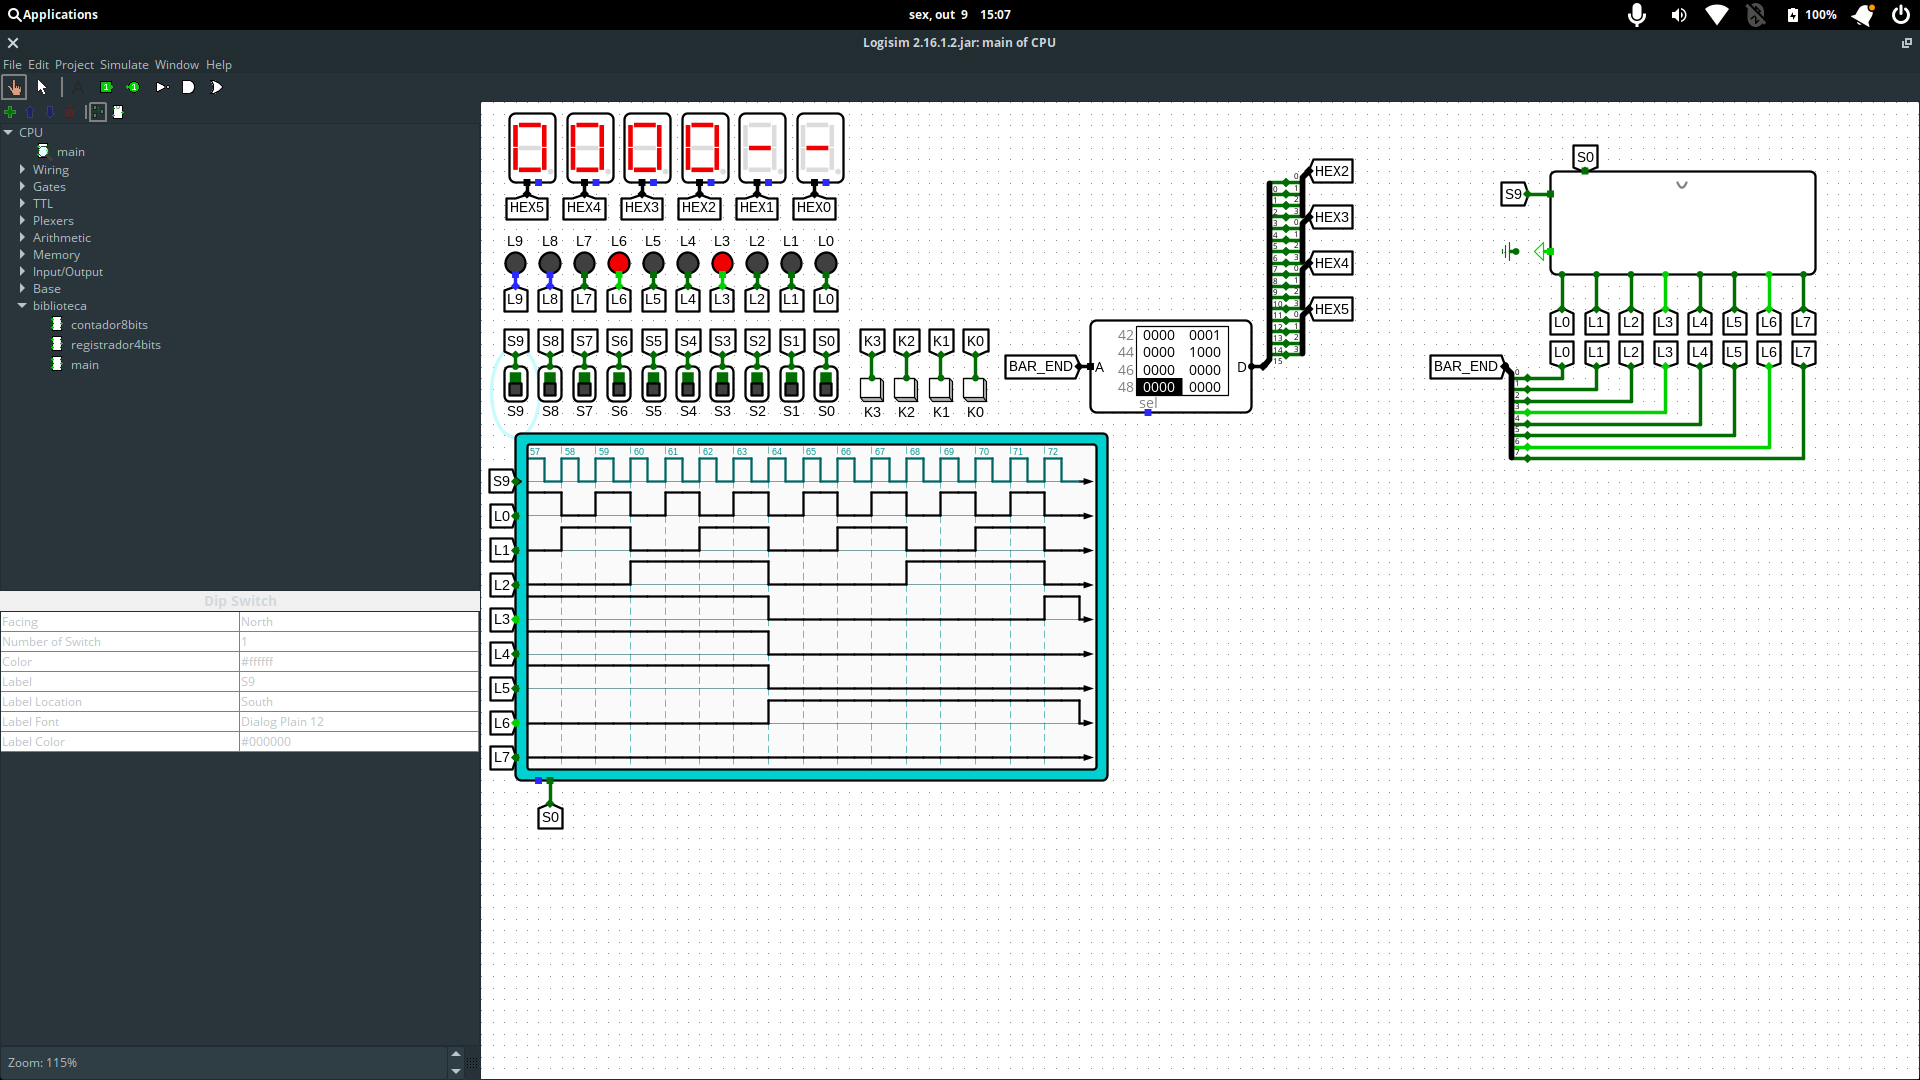 Applications
sex, out 9 15:07
100%
Logisim 2.16.1.2.jar: main of CPU
File Edit Project Simulate Window Help
CPU
main
Wiring
Gates
TTL
Plexers
Arithmetic
Memory
Input/Output
Base
biblioteca
contador8bits
registrador4bits
main
Dip Switch
Facing North
Number of Switch 1
Color #ffffff
Label S9
Label Location South
Label Font Dialog Plain 12
Label Color #000000
Zoom: 115%
HEX5 HEX4 HEX3 HEX2 HEX1 HEX0
L9 L8 L7 L6 L5 L4 L3 L2 L1 L0
L9 L8 L7 L6 L5 L4 L3 L2 L1 L0
S9 S8 S7 S6 S5 S4 S3 S2 S1 S0 K3 K2 K1 K0
S9 S8 S7 S6 S5 S4 S3 S2 S1 S0 K3 K2 K1 K0
57 58 59 60 61 62 63 64 65 66 67 68 69 70 71 72
S9
L0
L1
L2
L3
L4
L5
L6
L7
S0
BAR_END
A
42 0000 0001
44 0000 1000
46 0000 0000
48 0000 0000
sel
D
HEX2
HEX3
HEX4
HEX5
S0
S9
L0 L1 L2 L3 L4 L5 L6 L7
L0 L1 L2 L3 L4 L5 L6 L7
BAR_END